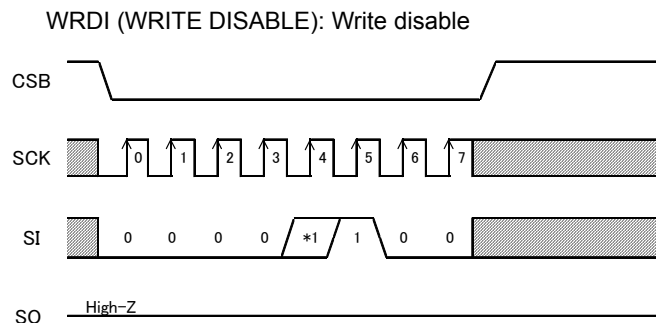 WRDI (WRITE DISABLE): Write disable
CSB
SCK 0 1 2 3 4 5 6 7
SI 0 0 0 0 *1 1 0 0
SO High-Z